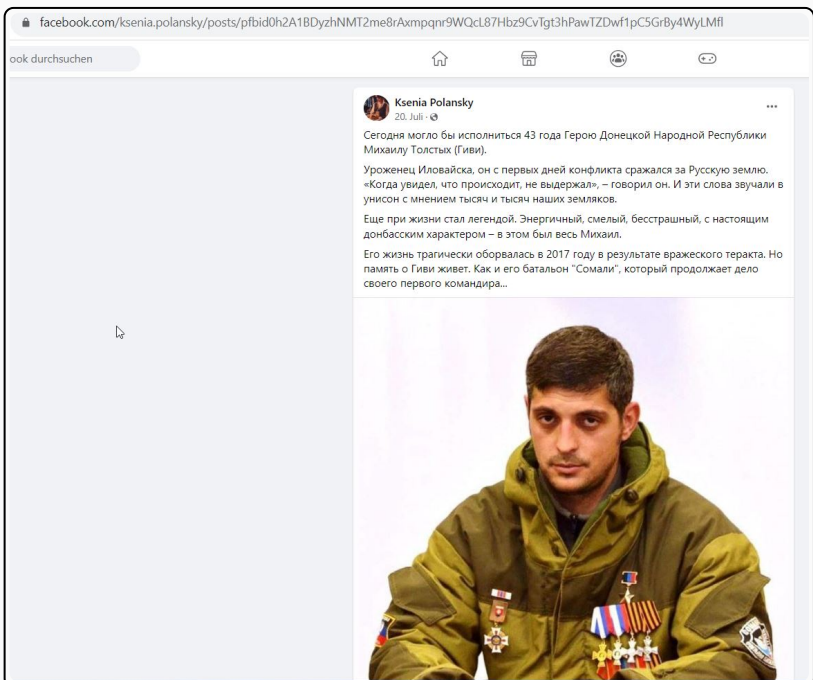 facebook.com/ksenia.polansky/posts/pfbid0h2A1BDyzhNMT2me8rAxmpqnr9WQcL87Hbz9CvTgt3hPawTZDwf1pC5GrBy4WyLMfl
ook durchsuchen
Ksenia Polansky
20. Juli ·
Сегодня могло бы исполниться 43 года Герою Донецкой Народной Республики
Михаилу Толстых (Гиви).
Уроженец Иловайска, он с первых дней конфликта сражался за Русскую землю.
«Когда увидел, что происходит, не выдержал», – говорил он. И эти слова звучали в
унисон с мнением тысяч и тысяч наших земляков.
Еще при жизни стал легендой. Энергичный, смелый, бесстрашный, с настоящим
донбасским характером – в этом был весь Михаил.
Его жизнь трагически оборвалась в 2017 году в результате вражеского теракта. Но
память о Гиви живет. Как и его батальон "Сомали", который продолжает дело
своего первого командира...